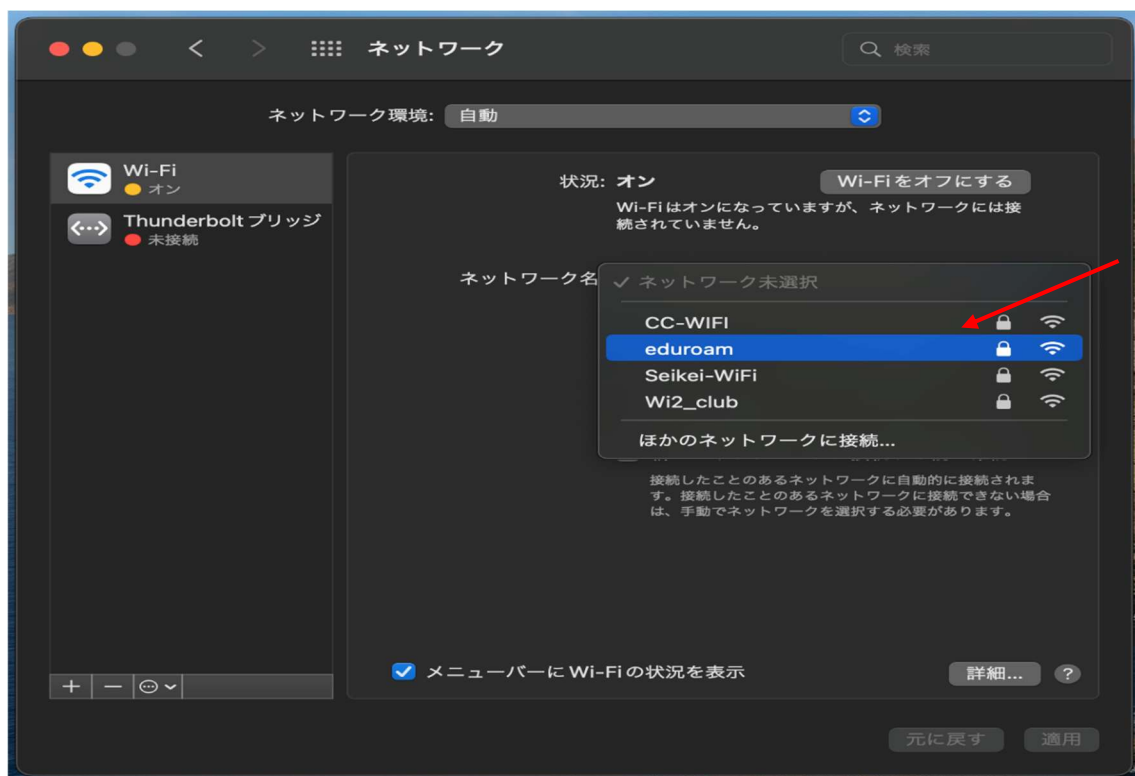 ネットワーク
検索
ネットワーク環境: 自動
Wi-Fi
オン
Thunderbolt ブリッジ
未接続
状況: オン
Wi-Fiをオフにする
Wi-Fiはオンになっていますが、ネットワークには接
続されていません。
ネットワーク名
✓ ネットワーク未選択
CC-WIFI
eduroam
Seikei-WiFi
Wi2_club
ほかのネットワークに接続...
接続したことのあるネットワークに自動的に接続されま
す。接続したことのあるネットワークに接続できない場合
は、手動でネットワークを選択する必要があります。
メニューバーにWi-Fiの状況を表示
詳細...
?
元に戻す
適用